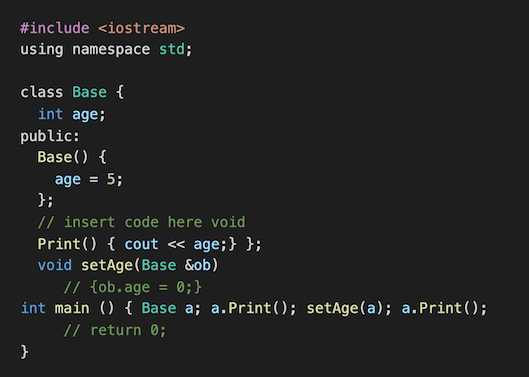 #include <iostream>
using namespace std;
class Base {
int age;
public:
Base() {
age = 5;
};
// insert code here void
Print() { cout << age;} };
void setAge(Base &ob)
// {ob.age = 0;}
int main () { Base a; a.Print(); setAge(a); a.Print();
// return 0;
}